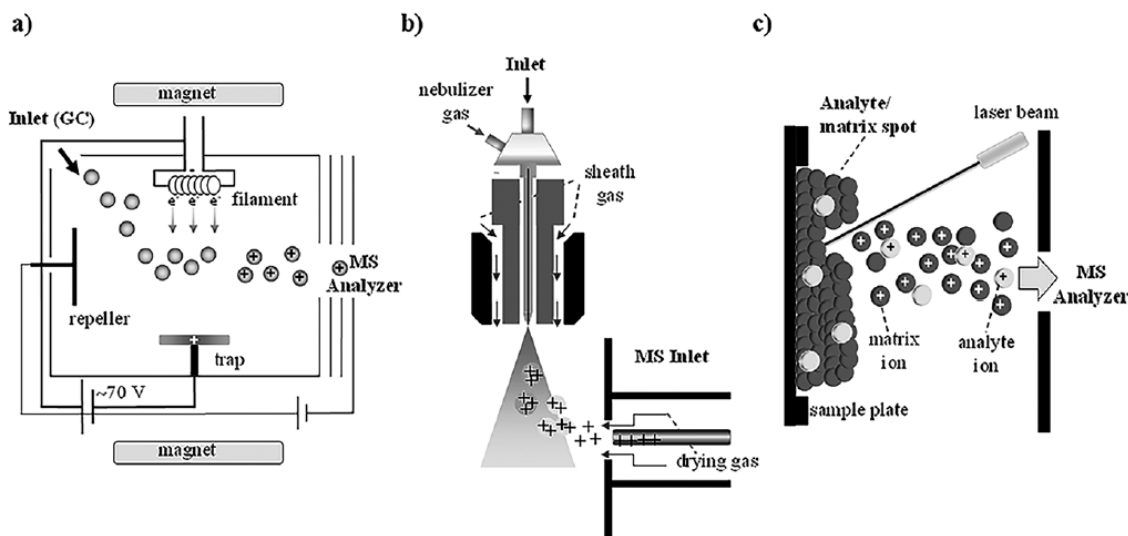 a)
magnet
Inlet (GC)
filament
e⁻ e⁻ e⁻
MS
Analyzer
repeller
trap
~70 V
magnet
b)
Inlet
nebulizer
gas
sheath
gas
MS Inlet
drying gas
c)
Analyte/
matrix spot
laser beam
MS
Analyzer
matrix
ion
analyte
ion
sample plate